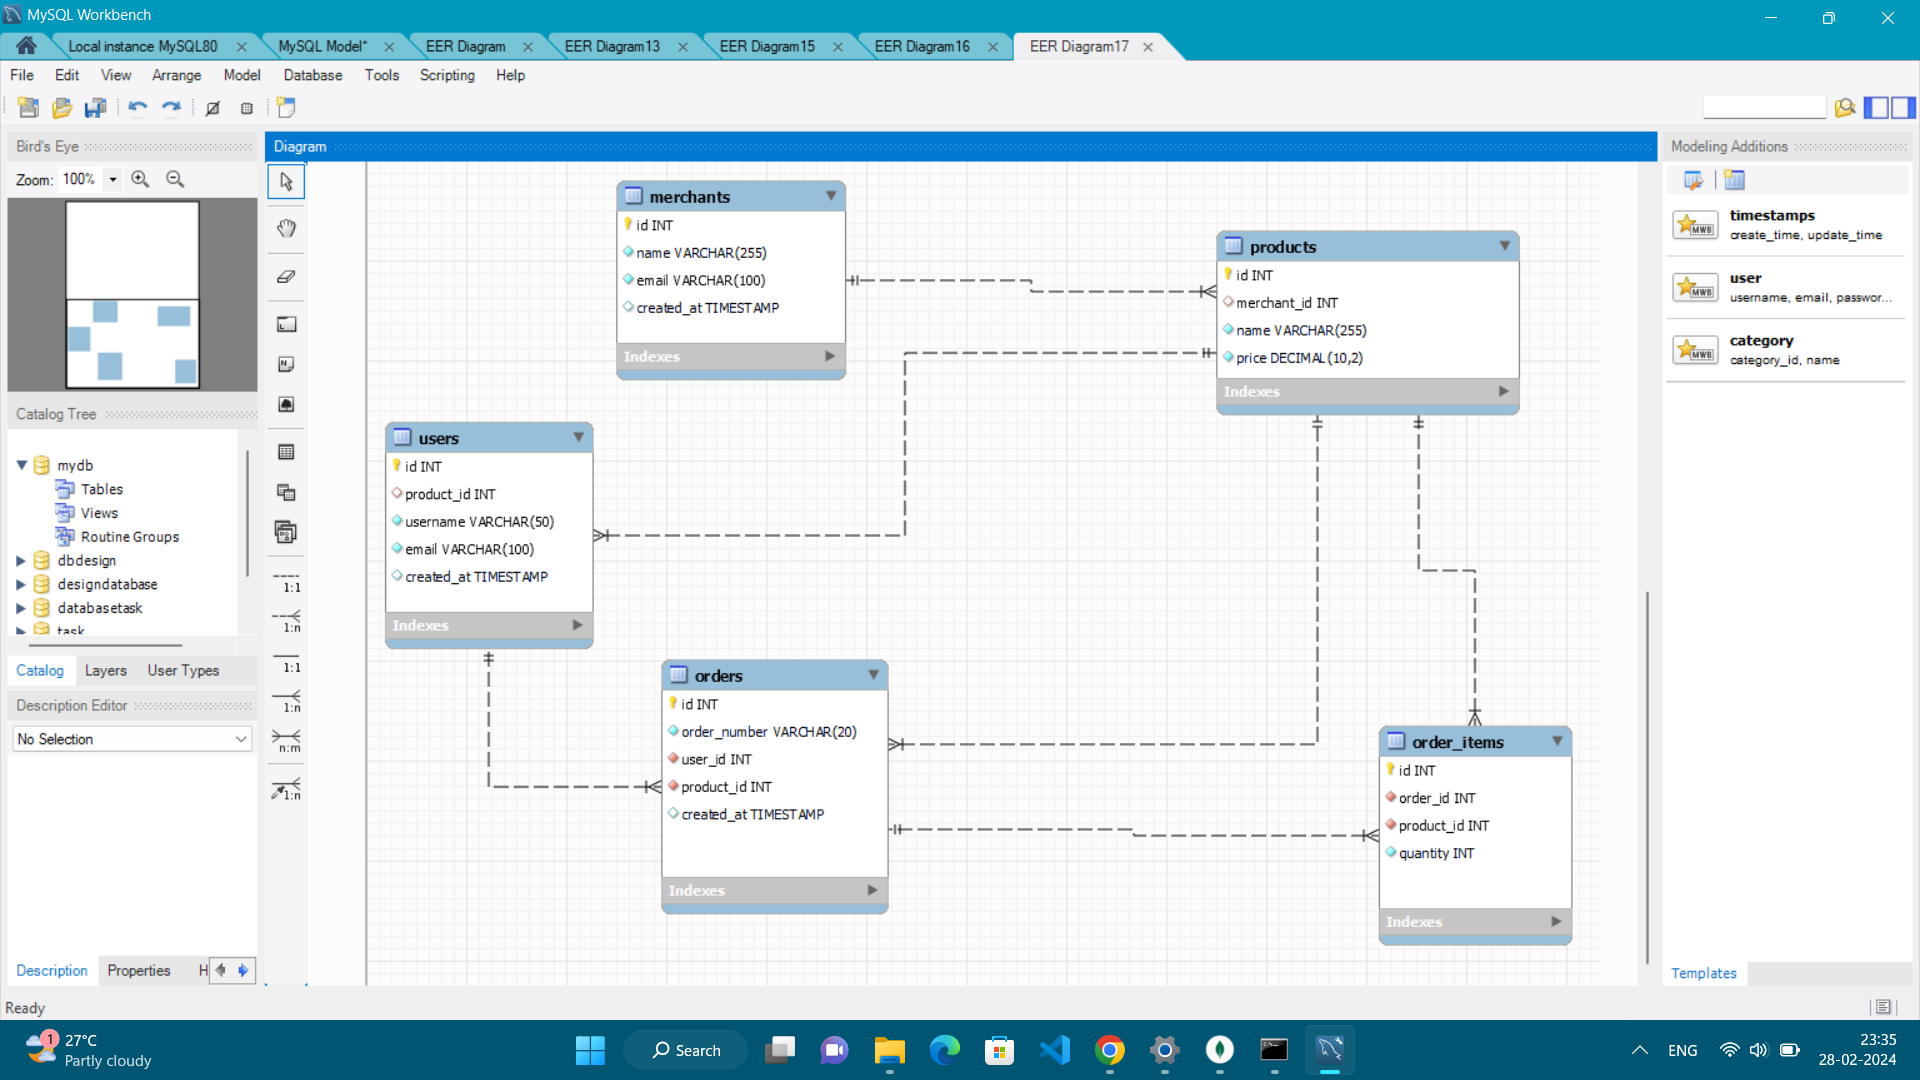 MySQL Workbench
Local instance MySQL80
MySQL Model*
EER Diagram
EER Diagram13
EER Diagram15
EER Diagram16
EER Diagram17
File Edit View Arrange Model Database Tools Scripting Help
Bird's Eye
Zoom: 100%
Catalog Tree
mydb
Tables
Views
Routine Groups
dbdesign
designdatabase
databasetask
task
Catalog Layers User Types
Description Editor
No Selection
Description Properties H
Ready
Diagram
1:1
1:n
1:1
1:n
n:m
1:n
merchants
id INT
name VARCHAR(255)
email VARCHAR(100)
created_at TIMESTAMP
Indexes
products
id INT
merchant_id INT
name VARCHAR(255)
price DECIMAL(10,2)
Indexes
users
id INT
product_id INT
username VARCHAR(50)
email VARCHAR(100)
created_at TIMESTAMP
Indexes
orders
id INT
order_number VARCHAR(20)
user_id INT
product_id INT
created_at TIMESTAMP
Indexes
order_items
id INT
order_id INT
product_id INT
quantity INT
Indexes
Modeling Additions
MWB
timestamps
create_time, update_time
MWB
user
username, email, passwor...
MWB
category
category_id, name
Templates
1
27°C
Partly cloudy
Search
ENG
23:35
28-02-2024